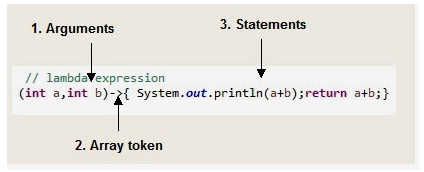 1. Arguments
3. Statements
// lambda expression
(int a,int b)->{ System.out.println(a+b);return a+b;}
2. Array token